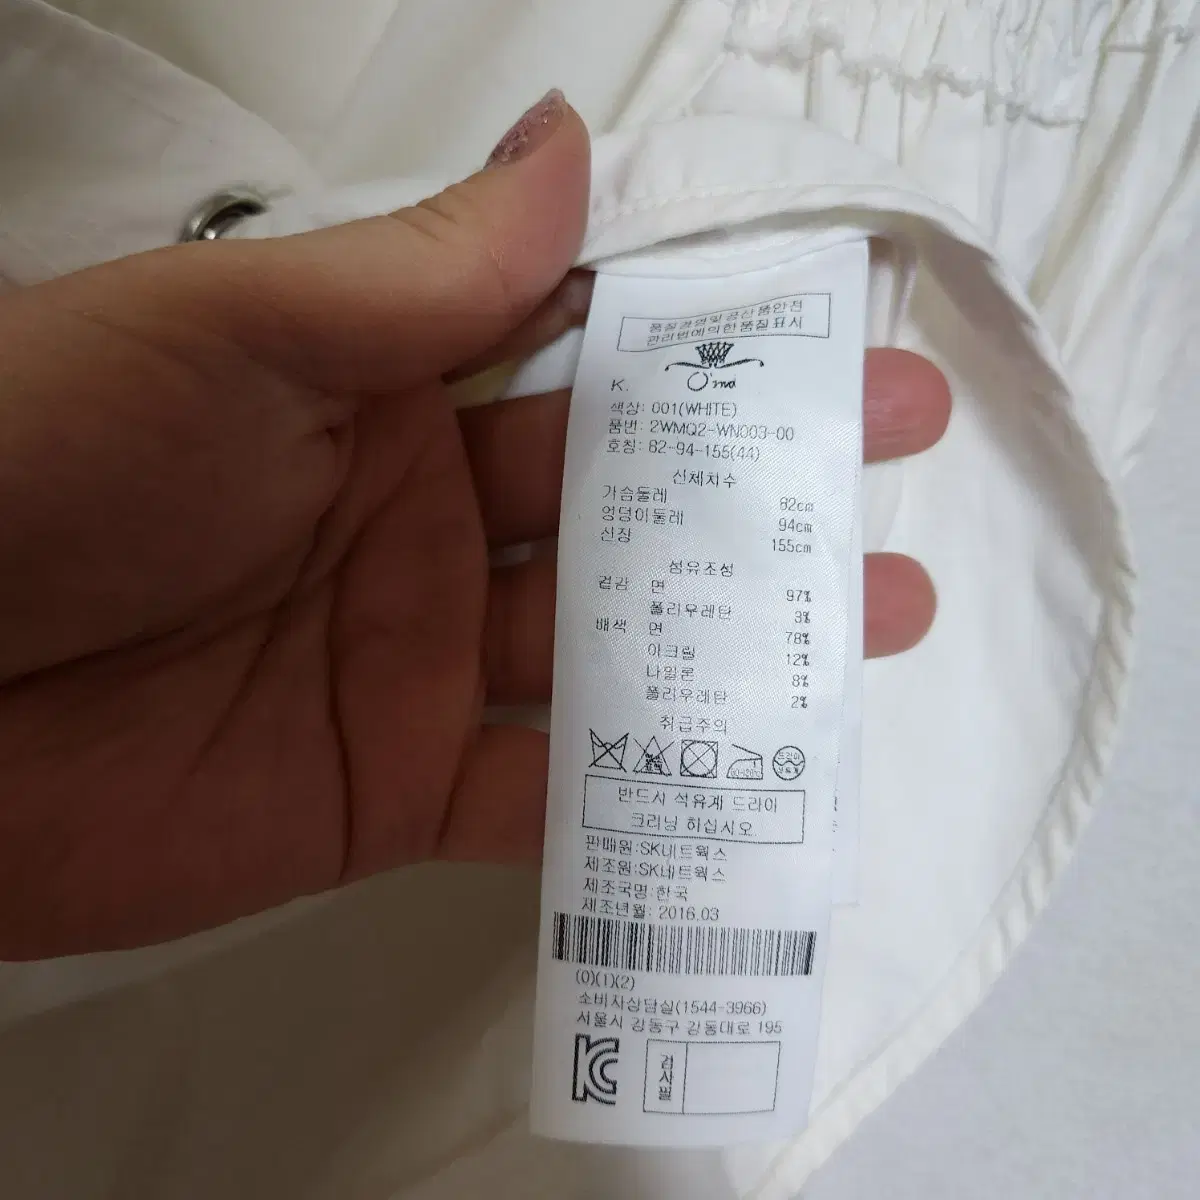 품질경영및공산품안전
관리법에의한품질표시
K.
O'2nd
색상: 001(WHITE)
품번: 2WMQ2-WN003-00
호칭: 82-94-155(44)
신체치수
가슴둘레 82cm
엉덩이둘레 94cm
신장 155cm
섬유조성
겉감 면 97%
폴리우레탄 3%
배색 면 78%
아크릴 12%
나일론 8%
폴리우레탄 2%
취급주의
드라이
석유계
반드시 석유계 드라이
크리닝 하십시오
판매원:SK네트웍스
제조원:SK네트웍스
제조국명:한국
제조년월: 2016.03
(0)(1)(2)
소비자상담실(1544-3966)
서울시 강동구 강동대로 195
KC
검사필